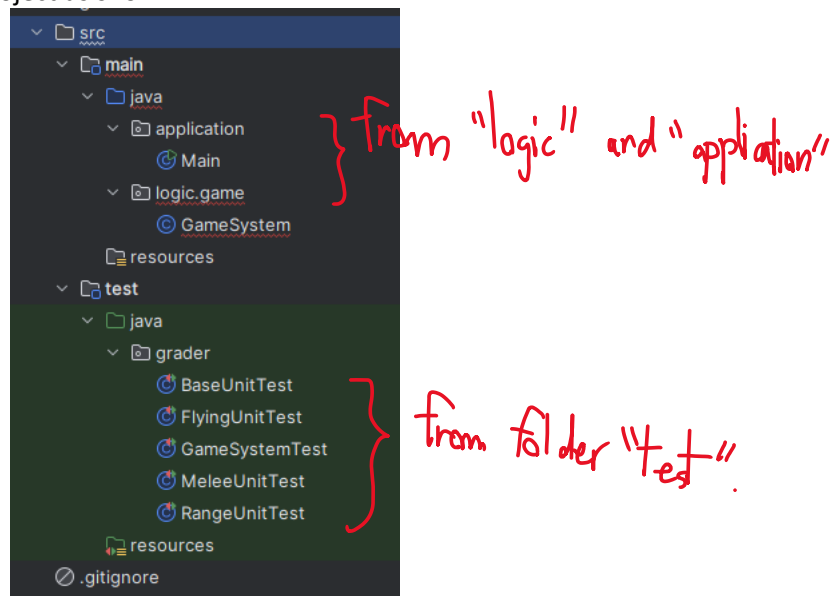 src
main
java
application
Main
logic.game
GameSystem
resources
from "logic" and "application"
test
java
grader
BaseUnitTest
FlyingUnitTest
GameSystemTest
MeleeUnitTest
RangeUnitTest
from folder "test".
resources
.gitignore